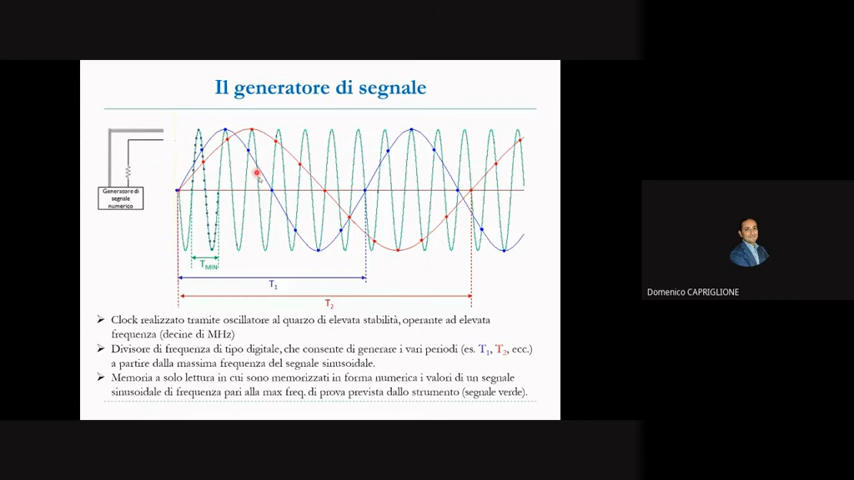 Il generatore di segnale
Generatore di
segnale
numerico
TMIN
T1
T2
➢ Clock realizzato tramite oscillatore al quarzo di elevata stabilità, operante ad elevata
frequenza (decine di MHz)
➢ Divisore di frequenza di tipo digitale, che consente di generare i vari periodi (es. T1, T2, ecc.)
a partire dalla massima frequenza del segnale sinusoidale.
➢ Memoria a solo lettura in cui sono memorizzati in forma numerica i valori di un segnale
sinusoidale di frequenza pari alla max freq. di prova prevista dallo strumento (segnale verde).
Domenico CAPRIGLIONE